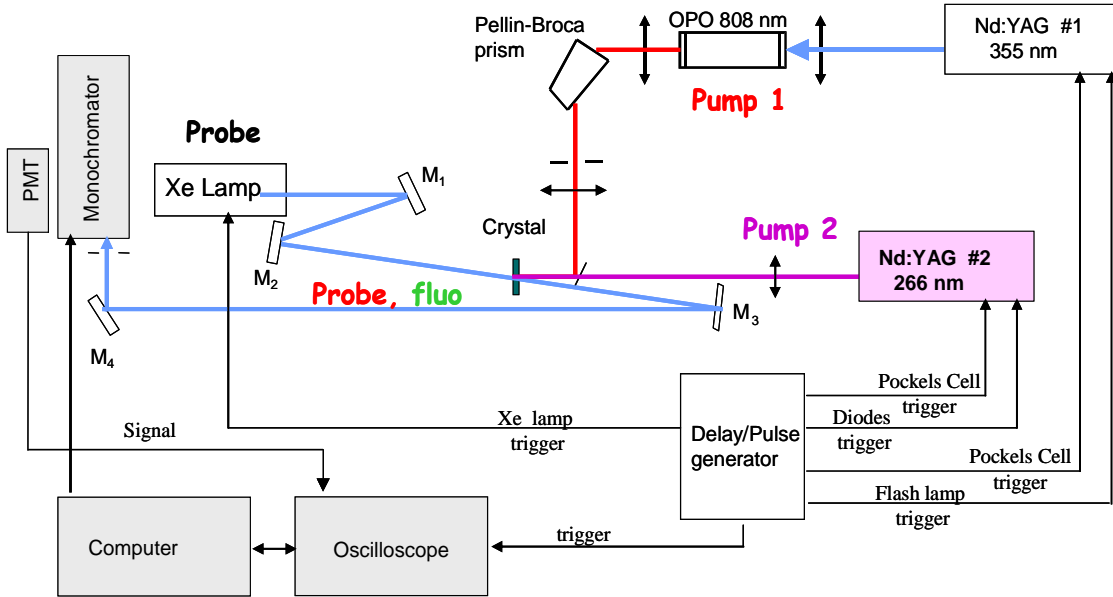 OPO 808 nm
Nd:YAG #1
355 nm
Pellin-Broca
prism
Pump 1
Probe
Monochromator
PMT
Xe Lamp
M1
Crystal
Pump 2
Nd:YAG #2
266 nm
M2
Probe, fluo
M3
M4
Pockels Cell
trigger
Xe lamp
trigger
Diodes
trigger
Signal
Delay/Pulse
generator
Pockels Cell
trigger
Flash lamp
trigger
trigger
Computer
Oscilloscope